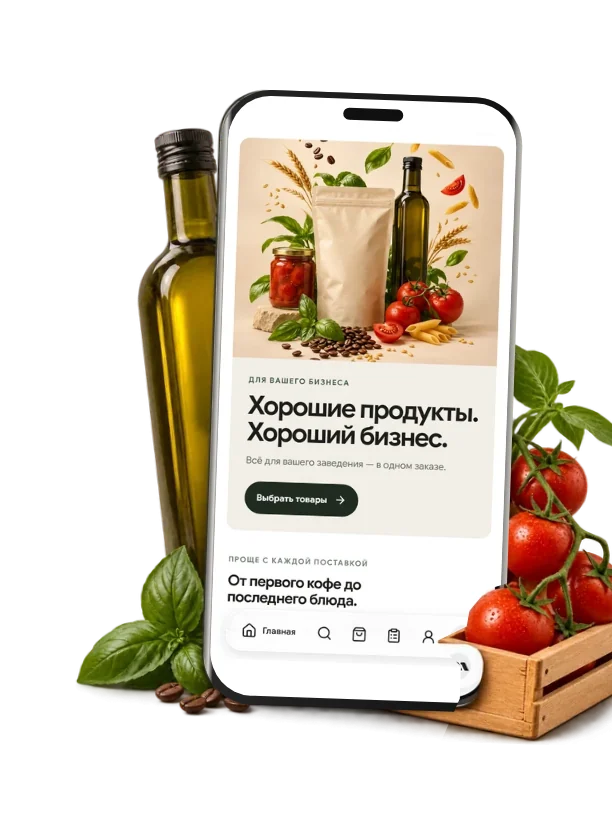 ДЛЯ ВАШЕГО БИЗНЕСА
Хорошие продукты.
Хороший бизнес.
Всё для вашего заведения — в одном заказе.
Выбрать товары →
ПРОЩЕ С КАЖДОЙ ПОСТАВКОЙ
От первого кофе до
последнего блюда.
Главная